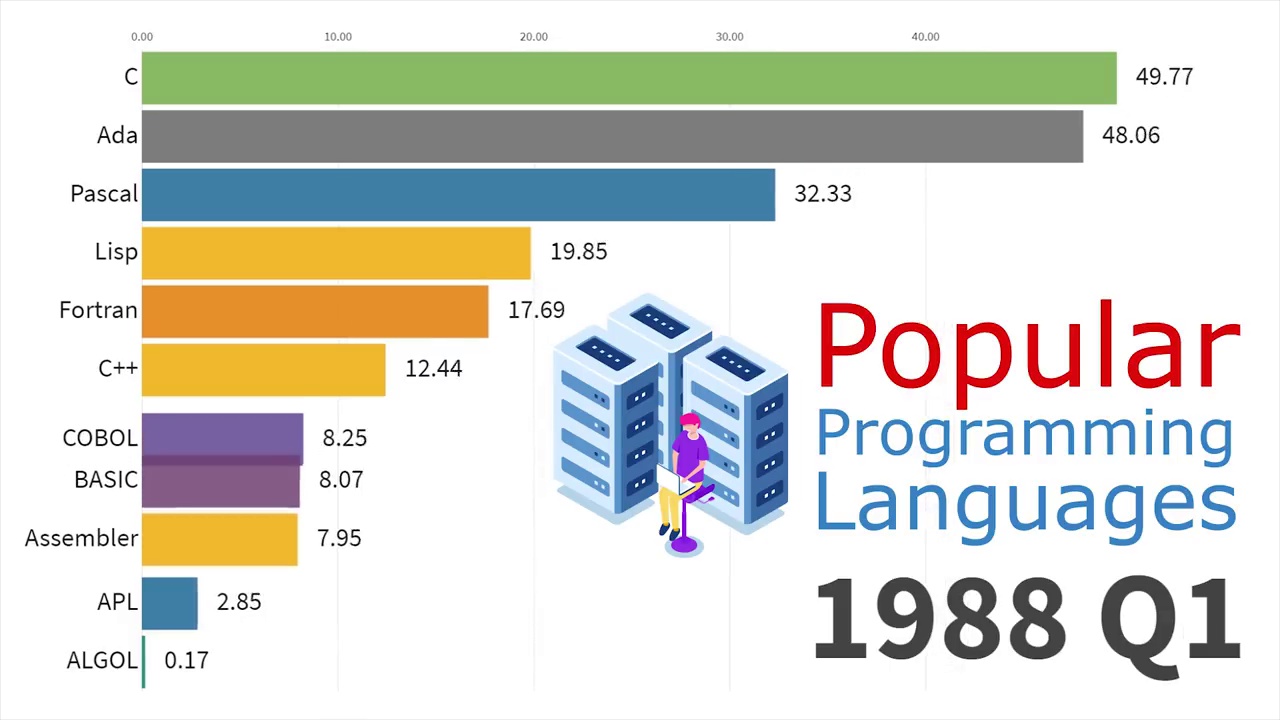 0.00 10.00 20.00 30.00 40.00
C 49.77
Ada 48.06
Pascal 32.33
Lisp 19.85
Fortran 17.69
C++ 12.44
COBOL 8.25
BASIC 8.07
Assembler 7.95
APL 2.85
ALGOL 0.17
Popular
Programming
Languages
1988 Q1